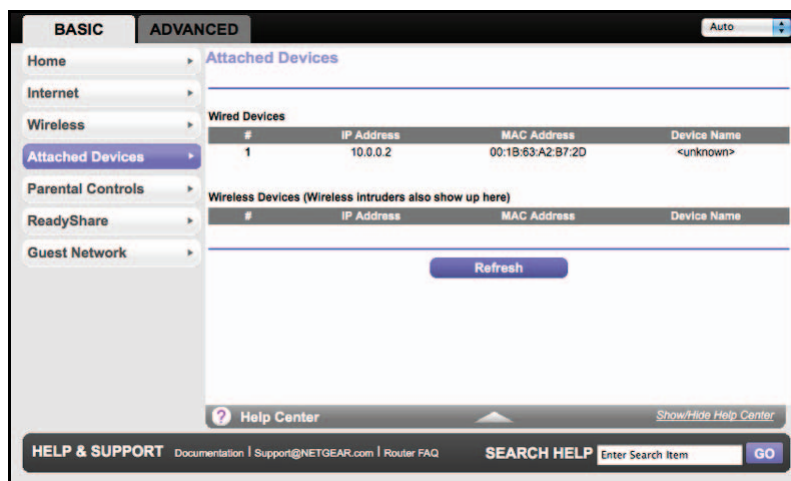 BASIC ADVANCED Auto
Home
Internet
Wireless
Attached Devices
Parental Controls
ReadyShare
Guest Network
Attached Devices
Wired Devices
# IP Address MAC Address Device Name
1 10.0.0.2 00:1B:63:A2:B7:2D <unknown>
Wireless Devices (Wireless intruders also show up here)
# IP Address MAC Address Device Name
Refresh
? Help Center Show/Hide Help Center
HELP & SUPPORT Documentation | Support@NETGEAR.com | Router FAQ SEARCH HELP Enter Search Item GO